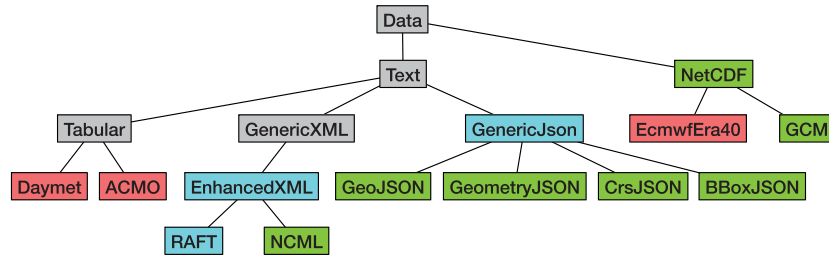 Data
Text NetCDF
Tabular GenericXML GenericJson EcmwfEra40 GCM
Daymet ACMO EnhancedXML GeoJSON GeometryJSON CrsJSON BBoxJSON
RAFT NCML